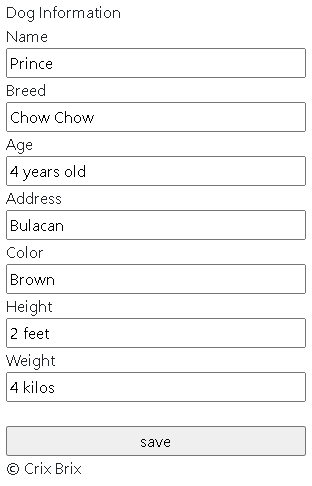 Dog Information
Name
Prince
Breed
Chow Chow
Age
4 years old
Address
Bulacan
Color
Brown
Height
2 feet
Weight
4 kilos
save
© Crix Brix